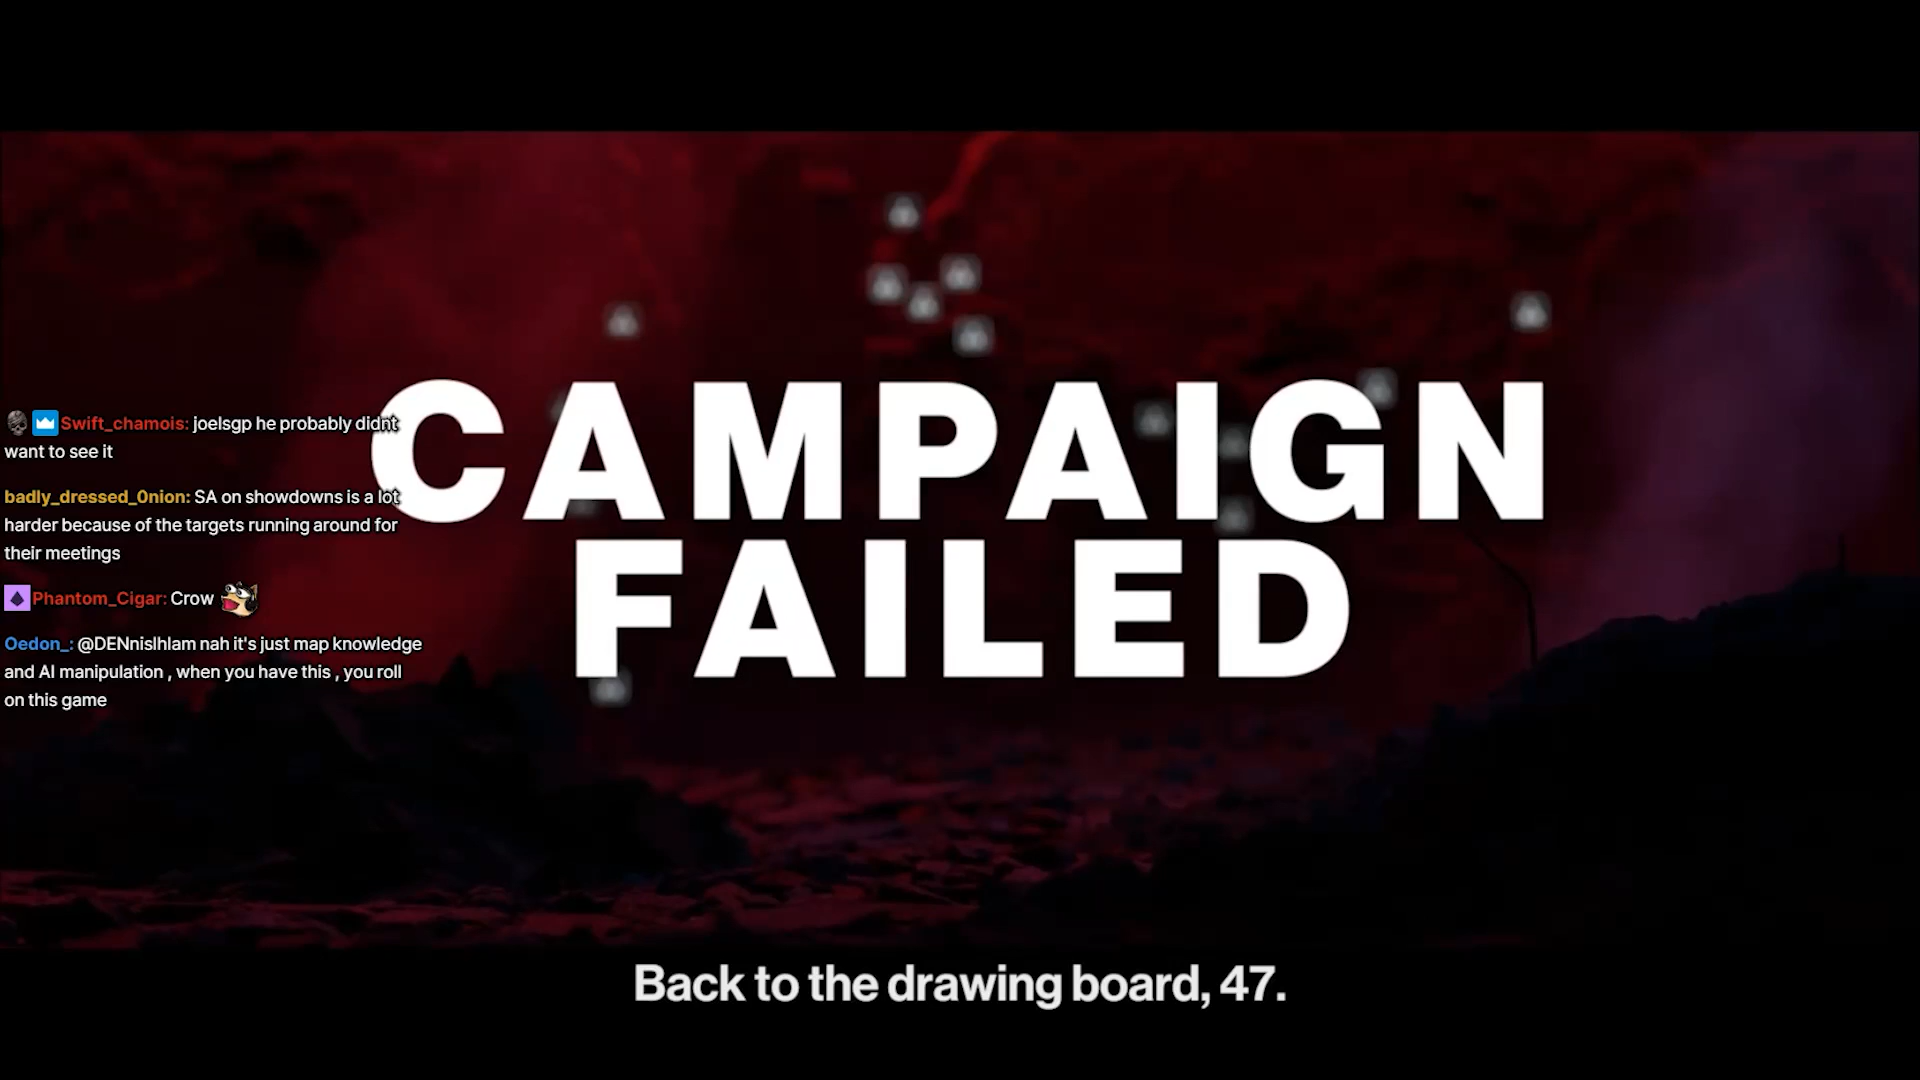 CAMPAIGN
FAILED
Swift_chamois: joelsgp he probably didnt
want to see it
badly_dressed_0nion: SA on showdowns is a lot
harder because of the targets running around for
their meetings
Phantom_Cigar: Crow
Oedon_: @DENnislhlam nah it's just map knowledge
and AI manipulation , when you have this , you roll
on this game
Back to the drawing board, 47.